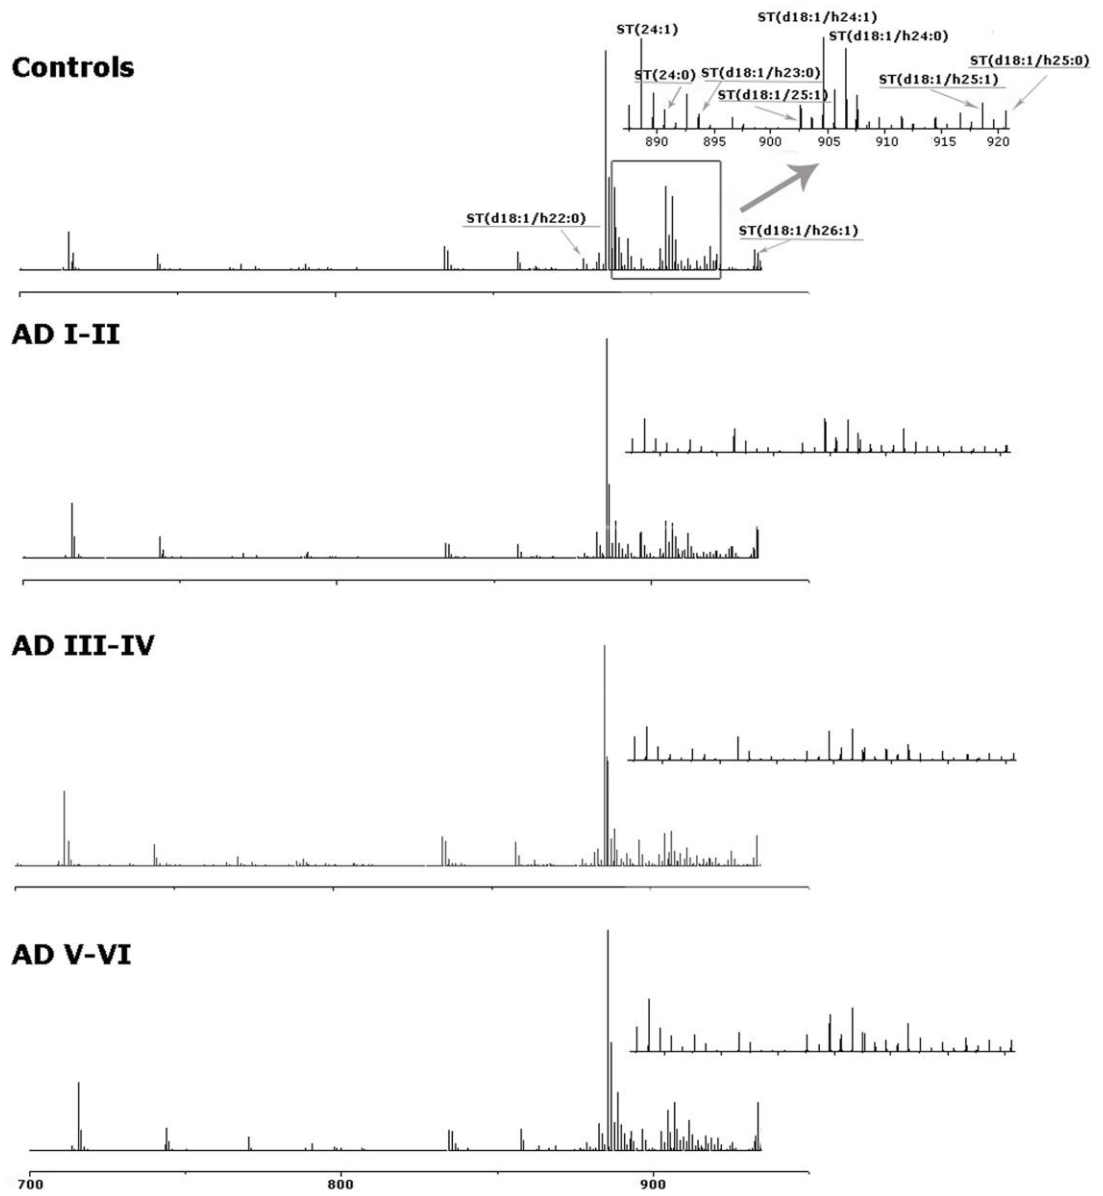 ST(d18:1/h24:1)
ST(24:1)
ST(d18:1/h24:0)
Controls
ST(d18:1/h25:0)
ST(24:0)
ST(d18:1/h23:0)
ST(d18:1/h25:1)
ST(d18:1/25:1)
890 895 900 905 910 915 920
ST(d18:1/h22:0)
ST(d18:1/h26:1)
AD I-II
AD III-IV
AD V-VI
700 800 900